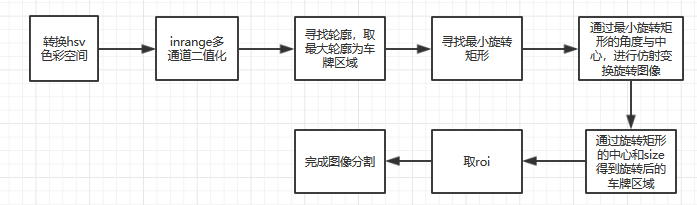 转换hsv
色彩空间
inrange多
通道二值化
寻找轮廓，取
最大轮廓为车
牌区域
寻找最小旋转
矩形
通过最小旋转矩
形的角度与中
心，进行仿射变
换旋转图像
通过旋转矩形
的中心和size
得到旋转后的
车牌区域
取roi
完成图像分割